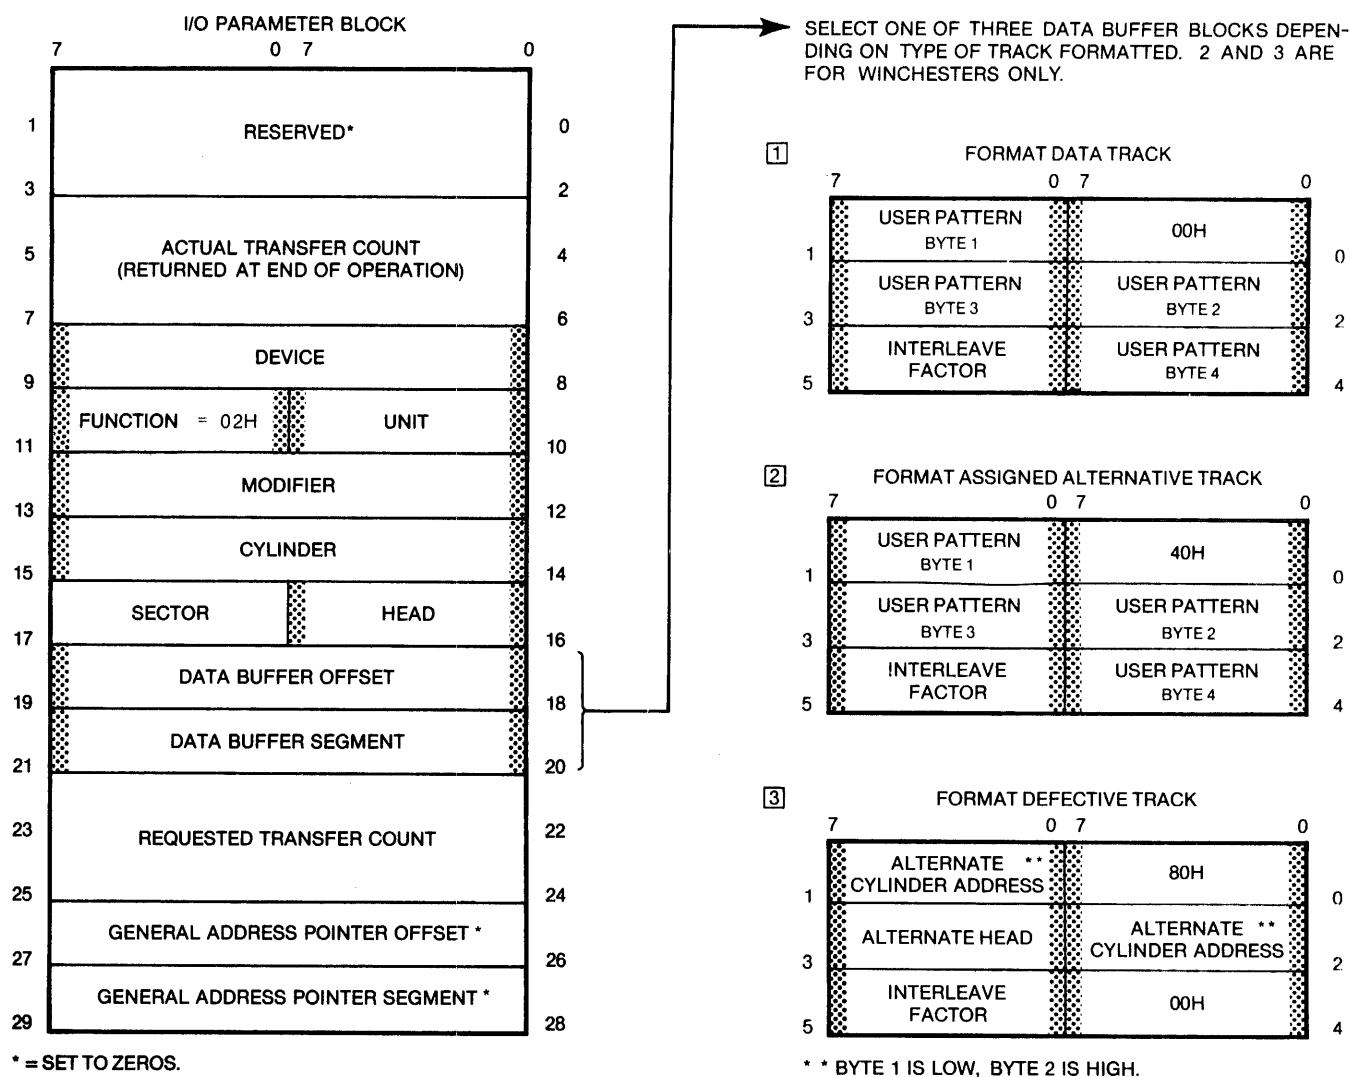 I/O PARAMETER BLOCK
7 0 7 0
1 RESERVED* 0
3 2
5 ACTUAL TRANSFER COUNT 4
(RETURNED AT END OF OPERATION)
7 6
DEVICE
9 8
FUNCTION = 02H UNIT
11 10
MODIFIER
13 12
CYLINDER
15 14
SECTOR HEAD
17 16
DATA BUFFER OFFSET
19 18
DATA BUFFER SEGMENT
21 20
23 REQUESTED TRANSFER COUNT 22
25 24
GENERAL ADDRESS POINTER OFFSET *
27 26
GENERAL ADDRESS POINTER SEGMENT *
29 28
* = SET TO ZEROS.
SELECT ONE OF THREE DATA BUFFER BLOCKS DEPEN-
DING ON TYPE OF TRACK FORMATTED. 2 AND 3 ARE
FOR WINCHESTERS ONLY.
1 FORMAT DATA TRACK
7 0 7 0
USER PATTERN
BYTE 1
00H
1 0
USER PATTERN
BYTE 3
USER PATTERN
BYTE 2
3 2
INTERLEAVE
FACTOR
USER PATTERN
BYTE 4
5 4
2 FORMAT ASSIGNED ALTERNATIVE TRACK
7 0 7 0
USER PATTERN
BYTE 1
40H
1 0
USER PATTERN
BYTE 3
USER PATTERN
BYTE 2
3 2
INTERLEAVE
FACTOR
USER PATTERN
BYTE 4
5 4
3 FORMAT DEFECTIVE TRACK
7 0 7 0
ALTERNATE **
CYLINDER ADDRESS
80H
1 0
ALTERNATE HEAD
ALTERNATE **
CYLINDER ADDRESS
3 2
INTERLEAVE
FACTOR
00H
5 4
* * BYTE 1 IS LOW, BYTE 2 IS HIGH.